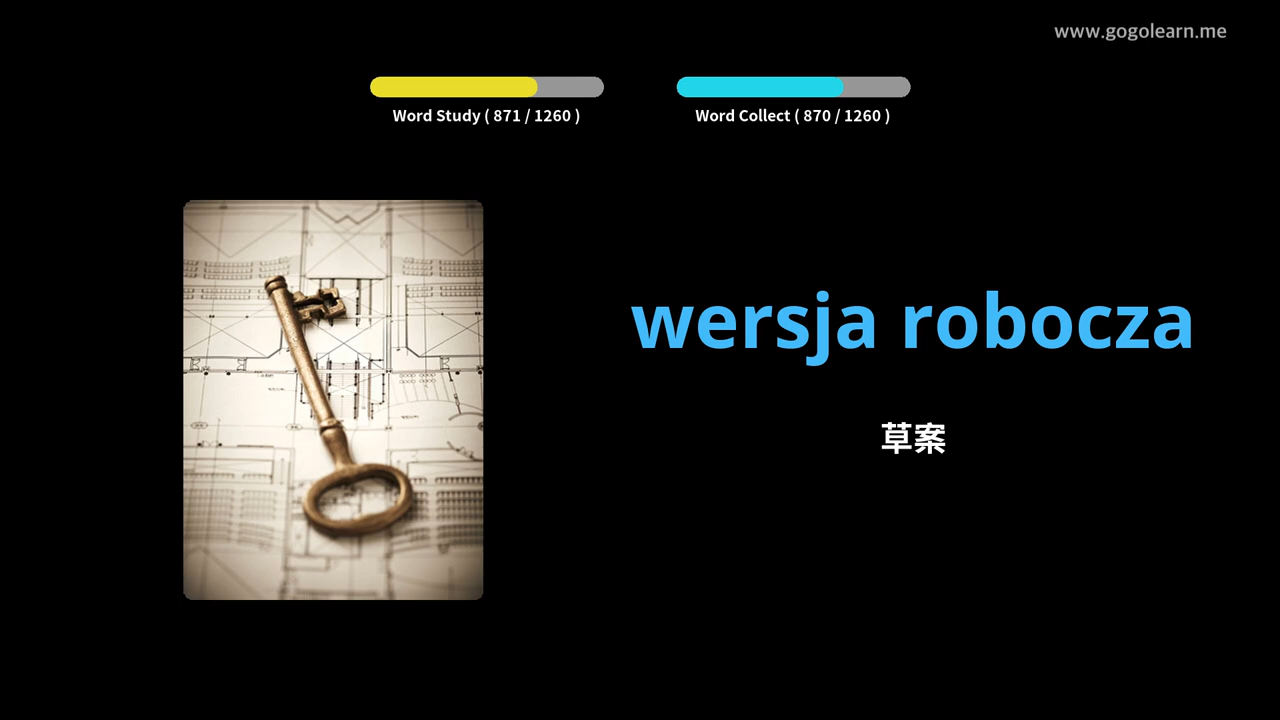 www.gogolearn.me
Word Study ( 871 / 1260 )
Word Collect ( 870 / 1260 )
wersja robocza
草案